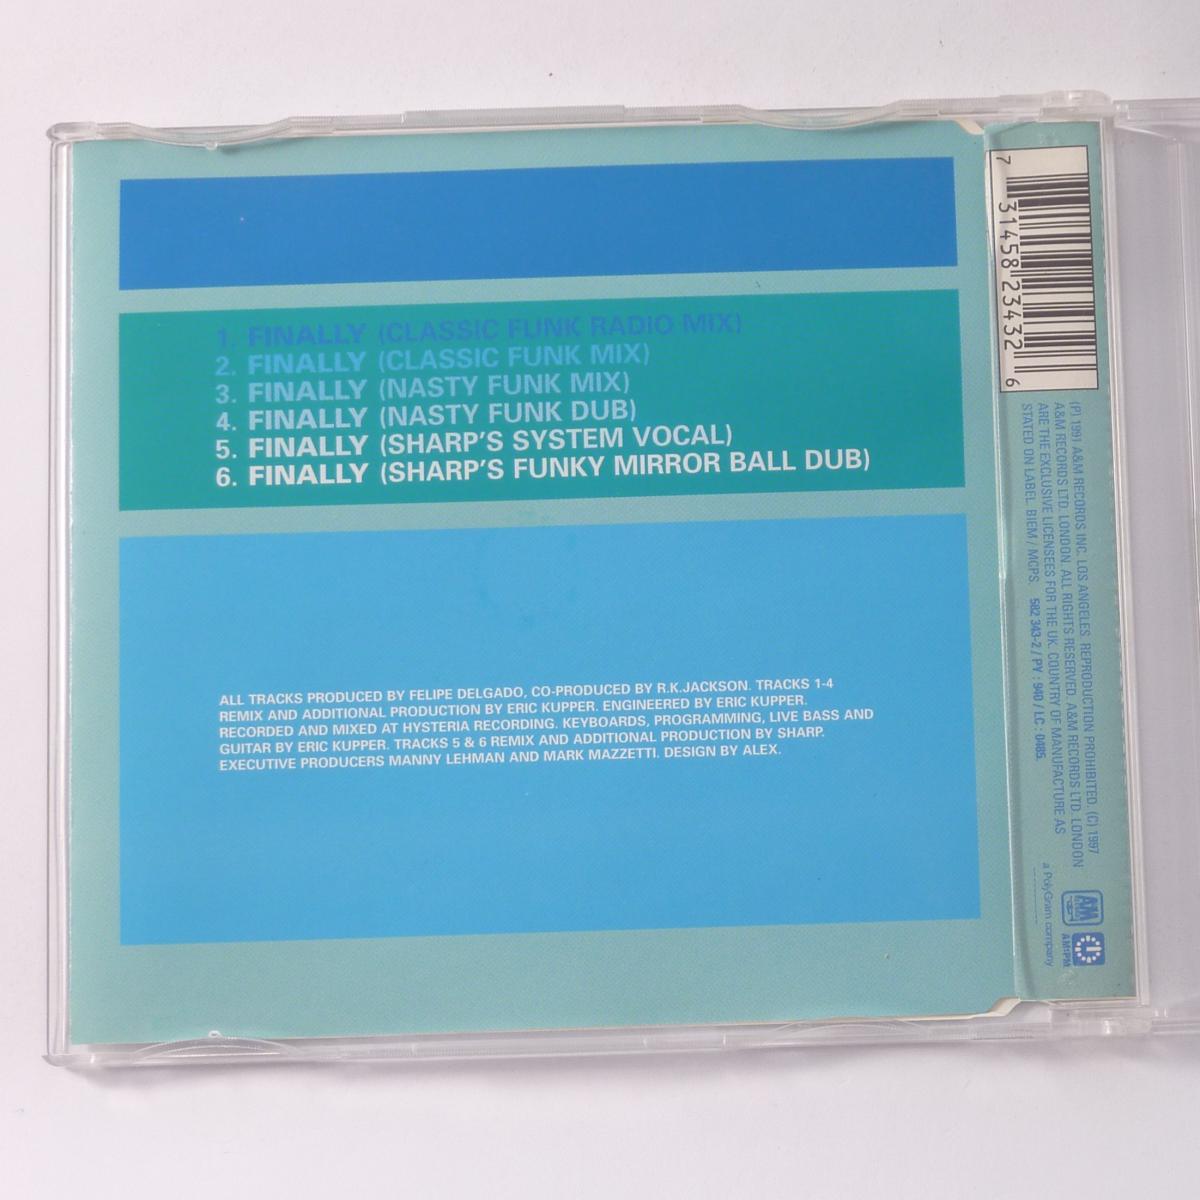 1. FINALLY (CLASSIC FUNK RADIO MIX)
2. FINALLY (CLASSIC FUNK MIX)
3. FINALLY (NASTY FUNK MIX)
4. FINALLY (NASTY FUNK DUB)
5. FINALLY (SHARP'S SYSTEM VOCAL)
6. FINALLY (SHARP'S FUNKY MIRROR BALL DUB)
ALL TRACKS PRODUCED BY FELIPE DELGADO, CO-PRODUCED BY R.K.JACKSON. TRACKS 1-4
REMIX AND ADDITIONAL PRODUCTION BY ERIC KUPPER. ENGINEERED BY ERIC KUPPER.
RECORDED AND MIXED AT HYSTERIA RECORDING. KEYBOARDS, PROGRAMMING, LIVE BASS AND
GUITAR BY ERIC KUPPER. TRACKS 5 & 6 REMIX AND ADDITIONAL PRODUCTION BY SHARP.
EXECUTIVE PRODUCERS MANNY LEHMAN AND MARK MAZZETTI. DESIGN BY ALEX.
7 31458 23432 6
(P) 1991 A&M RECORDS INC. LOS ANGELES. REPRODUCTION PROHIBITED. (C) 1997
A&M RECORDS LTD. LONDON. ALL RIGHTS RESERVED. A&M RECORDS LTD. LONDON
ARE THE EXCLUSIVE LICENSEES FOR THE UK. COUNTRY OF MANUFACTURE AS
STATED ON LABEL. BIEM / MCPS. 582 343-2 / PY : 940 / LC : 0485.
a PolyGram company
A&M
AM:PM